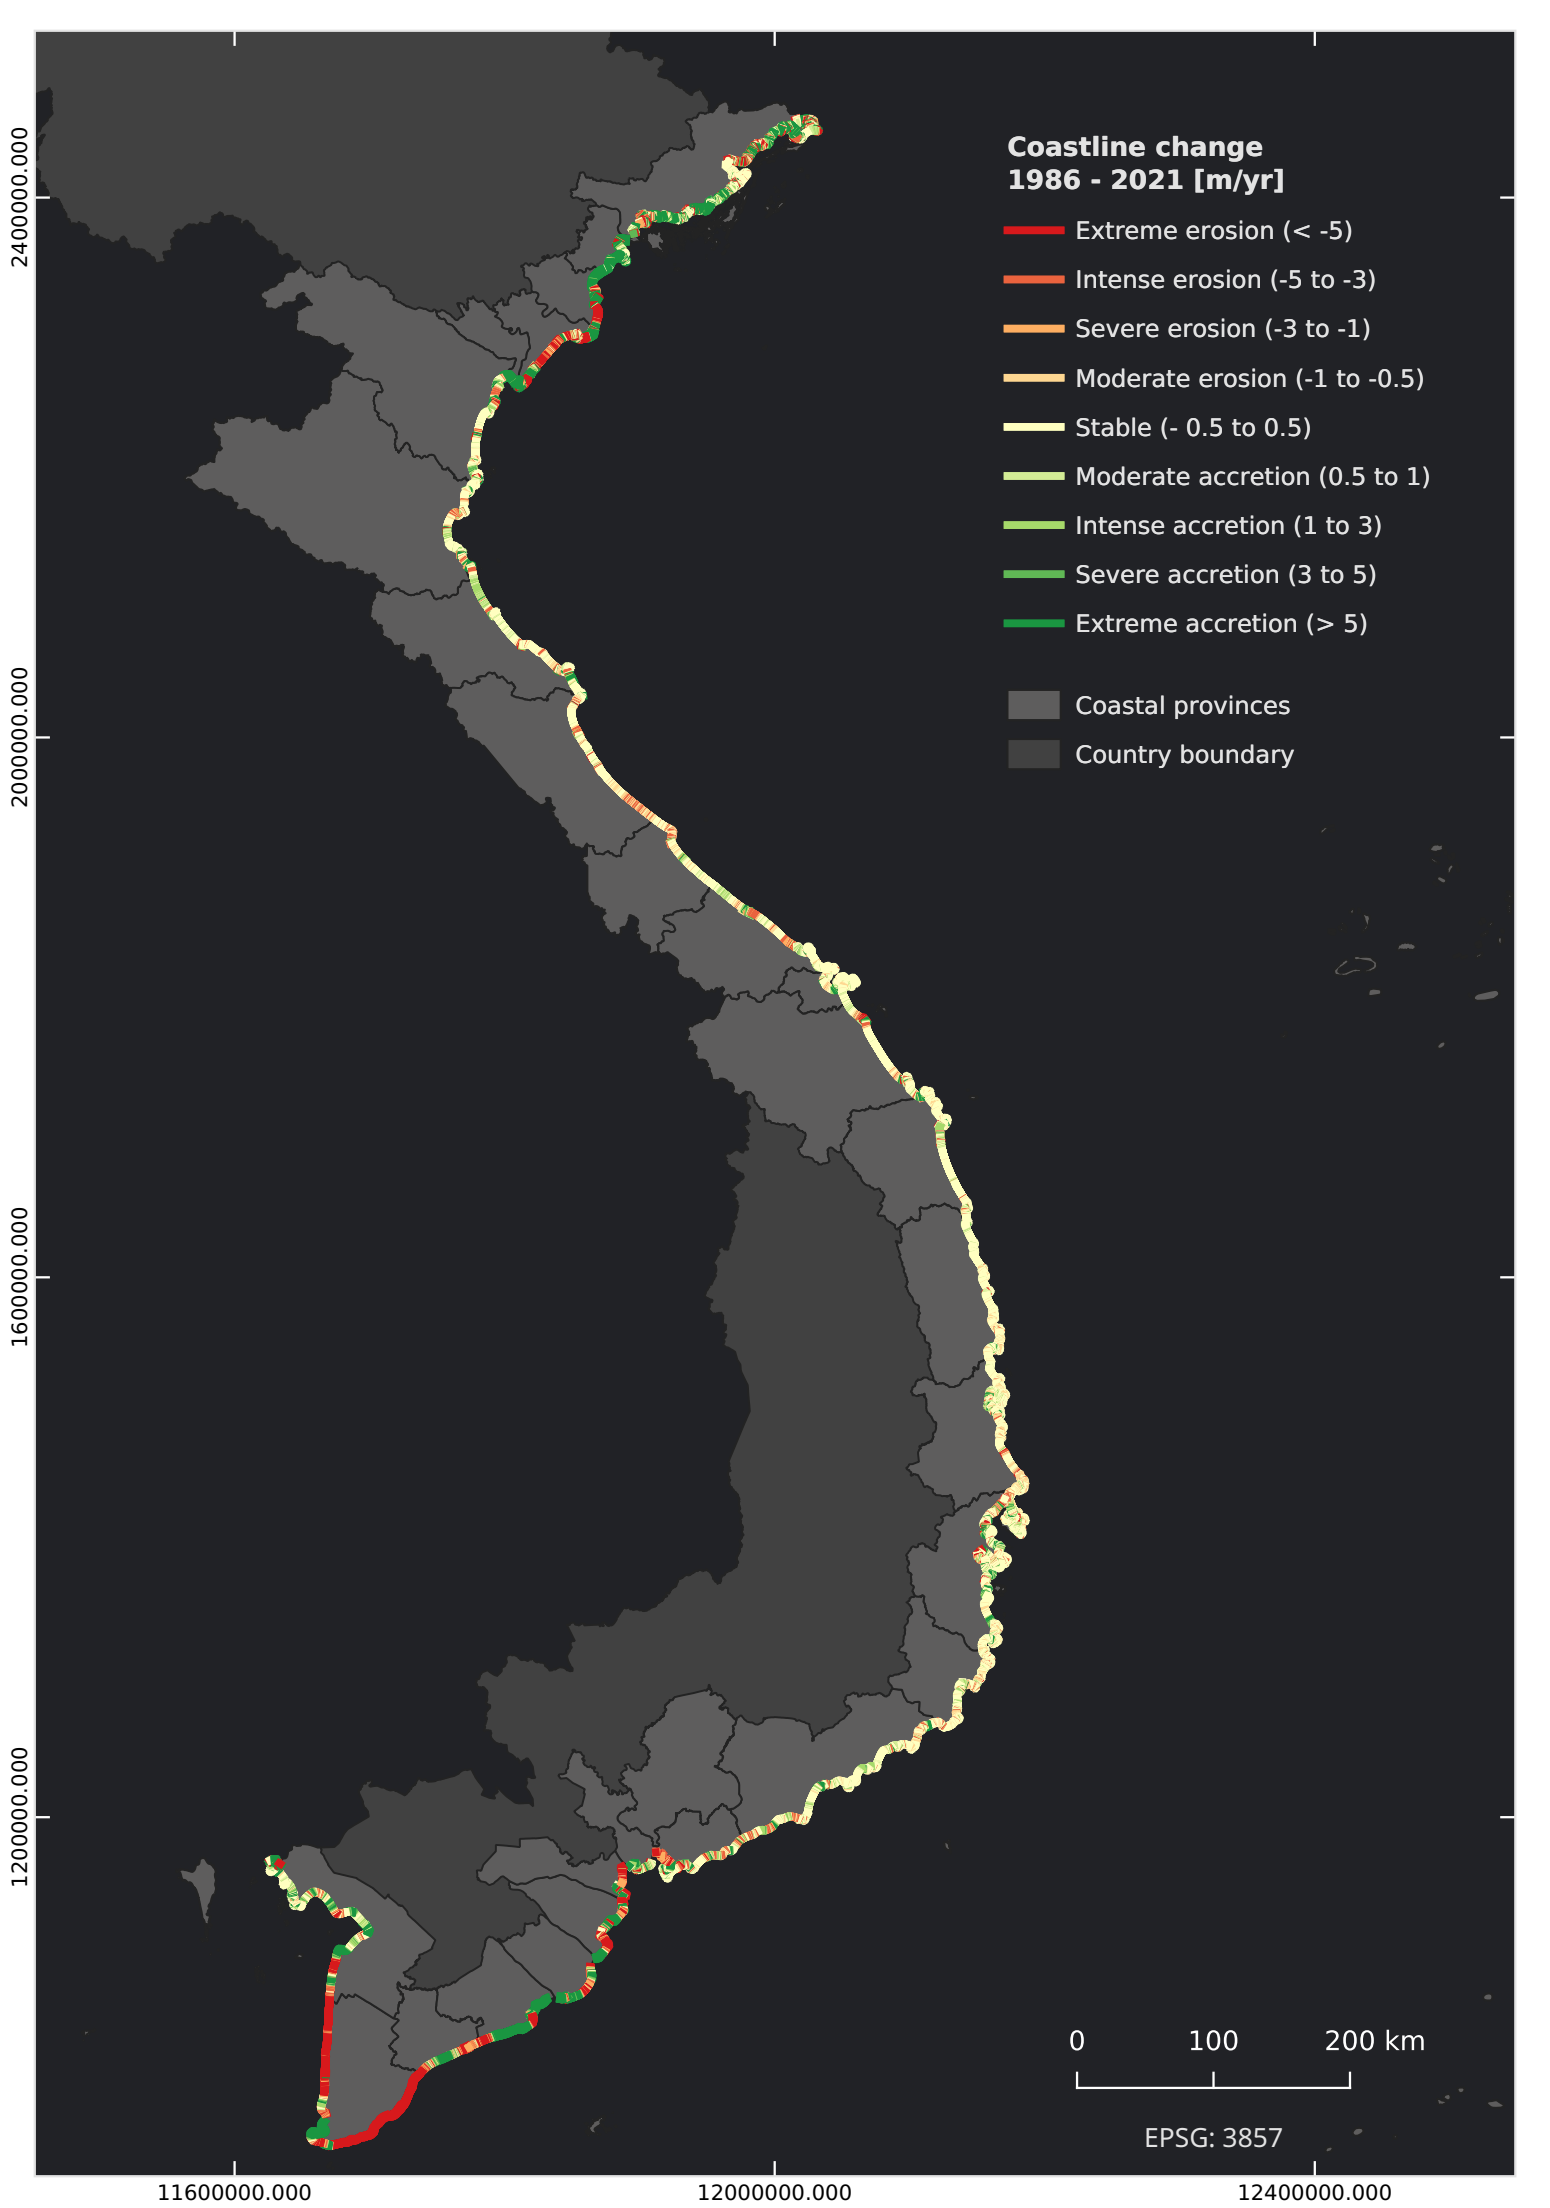 Coastline change
1986 - 2021 [m/yr]
Extreme erosion (< -5)
Intense erosion (-5 to -3)
Severe erosion (-3 to -1)
Moderate erosion (-1 to -0.5)
Stable (- 0.5 to 0.5)
Moderate accretion (0.5 to 1)
Intense accretion (1 to 3)
Severe accretion (3 to 5)
Extreme accretion (> 5)
Coastal provinces
Country boundary
2400000.000
2000000.000
1600000.000
1200000.000
0 100 200 km
EPSG: 3857
11600000.000 12000000.000 12400000.000